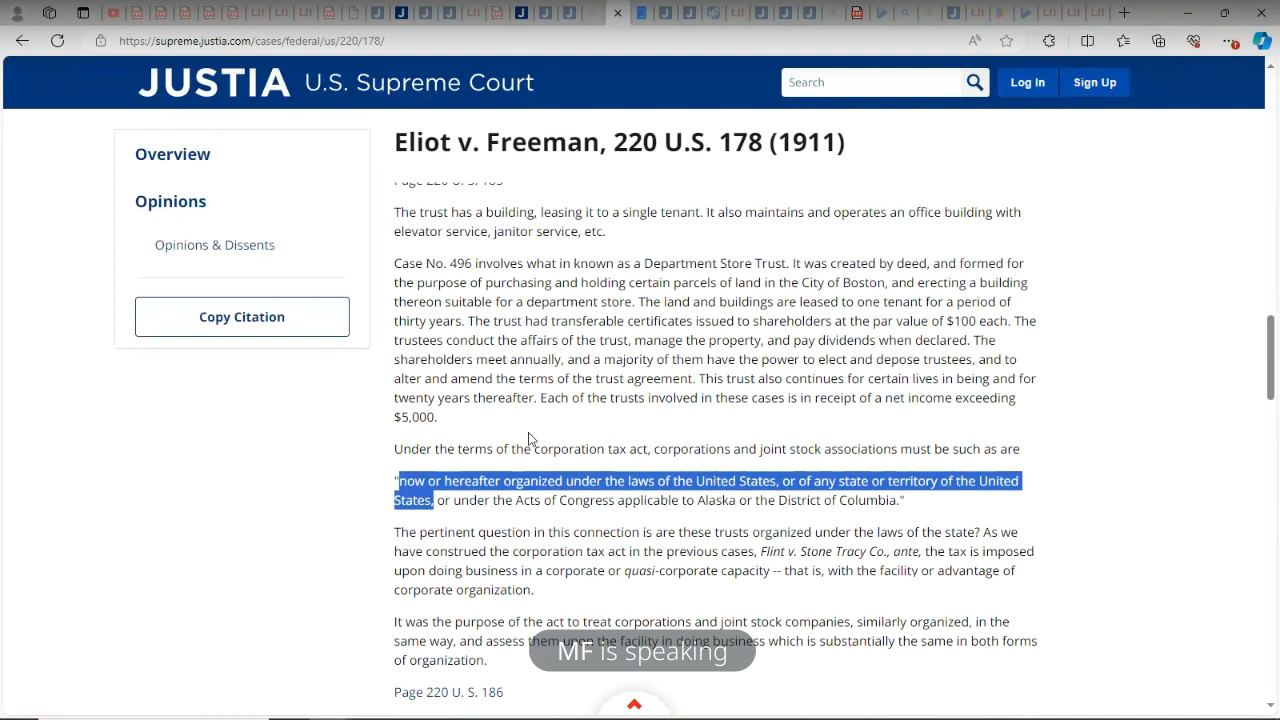 https://supreme.justia.com/cases/federal/us/220/178/
JUSTIA U.S. Supreme Court
Search
Log In
Sign Up
Overview
Opinions
Opinions & Dissents
Copy Citation
Eliot v. Freeman, 220 U.S. 178 (1911)
Page 220 U. S. 185
The trust has a building, leasing it to a single tenant. It also maintains and operates an office building with
elevator service, janitor service, etc.
Case No. 496 involves what in known as a Department Store Trust. It was created by deed, and formed for
the purpose of purchasing and holding certain parcels of land in the City of Boston, and erecting a building
thereon suitable for a department store. The land and buildings are leased to one tenant for a period of
thirty years. The trust had transferable certificates issued to shareholders at the par value of $100 each. The
trustees conduct the affairs of the trust, manage the property, and pay dividends when declared. The
shareholders meet annually, and a majority of them have the power to elect and depose trustees, and to
alter and amend the terms of the trust agreement. This trust also continues for certain lives in being and for
twenty years thereafter. Each of the trusts involved in these cases is in receipt of a net income exceeding
$5,000.
Under the terms of the corporation tax act, corporations and joint stock associations must be such as are
"now or hereafter organized under the laws of the United States, or of any state or territory of the United
States, or under the Acts of Congress applicable to Alaska or the District of Columbia."
The pertinent question in this connection is are these trusts organized under the laws of the state? As we
have construed the corporation tax act in the previous cases, Flint v. Stone Tracy Co., ante, the tax is imposed
upon doing business in a corporate or quasi-corporate capacity -- that is, with the facility or advantage of
corporate organization.
It was the purpose of the act to treat corporations and joint stock companies, similarly organized, in the
same way, and assess them upon the facility in doing business which is substantially the same in both forms
of organization.
MF is speaking
Page 220 U. S. 186